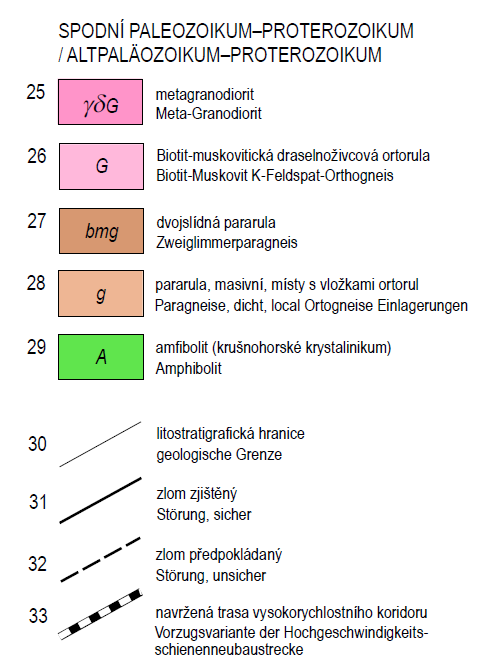 SPODNÍ PALEOZOIKUM–PROTEROZOIKUM
/ ALTPALÄOZOIKUM–PROTEROZOIKUM
25 γδG metagranodiorit
Meta-Granodiorit
26 G Biotit-muskovitická draselnoživcová ortorula
Biotit-Muskovit K-Feldspat-Orthogneis
27 bmg dvojslídná pararula
Zweiglimmerparagneis
28 g pararula, masivní, místy s vložkami ortorul
Paragneise, dicht, local Ortogneise Einlagerungen
29 A amfibolit (krušnohorské krystalinikum)
Amphibolit
30 litostratigrafická hranice
geologische Grenze
31 zlom zjištěný
Störung, sicher
32 zlom předpokládaný
Störung, unsicher
33 navržená trasa vysokorychlostního koridoru
Vorzugsvariante der Hochgeschwindigkeits-
schienenneubaustrecke